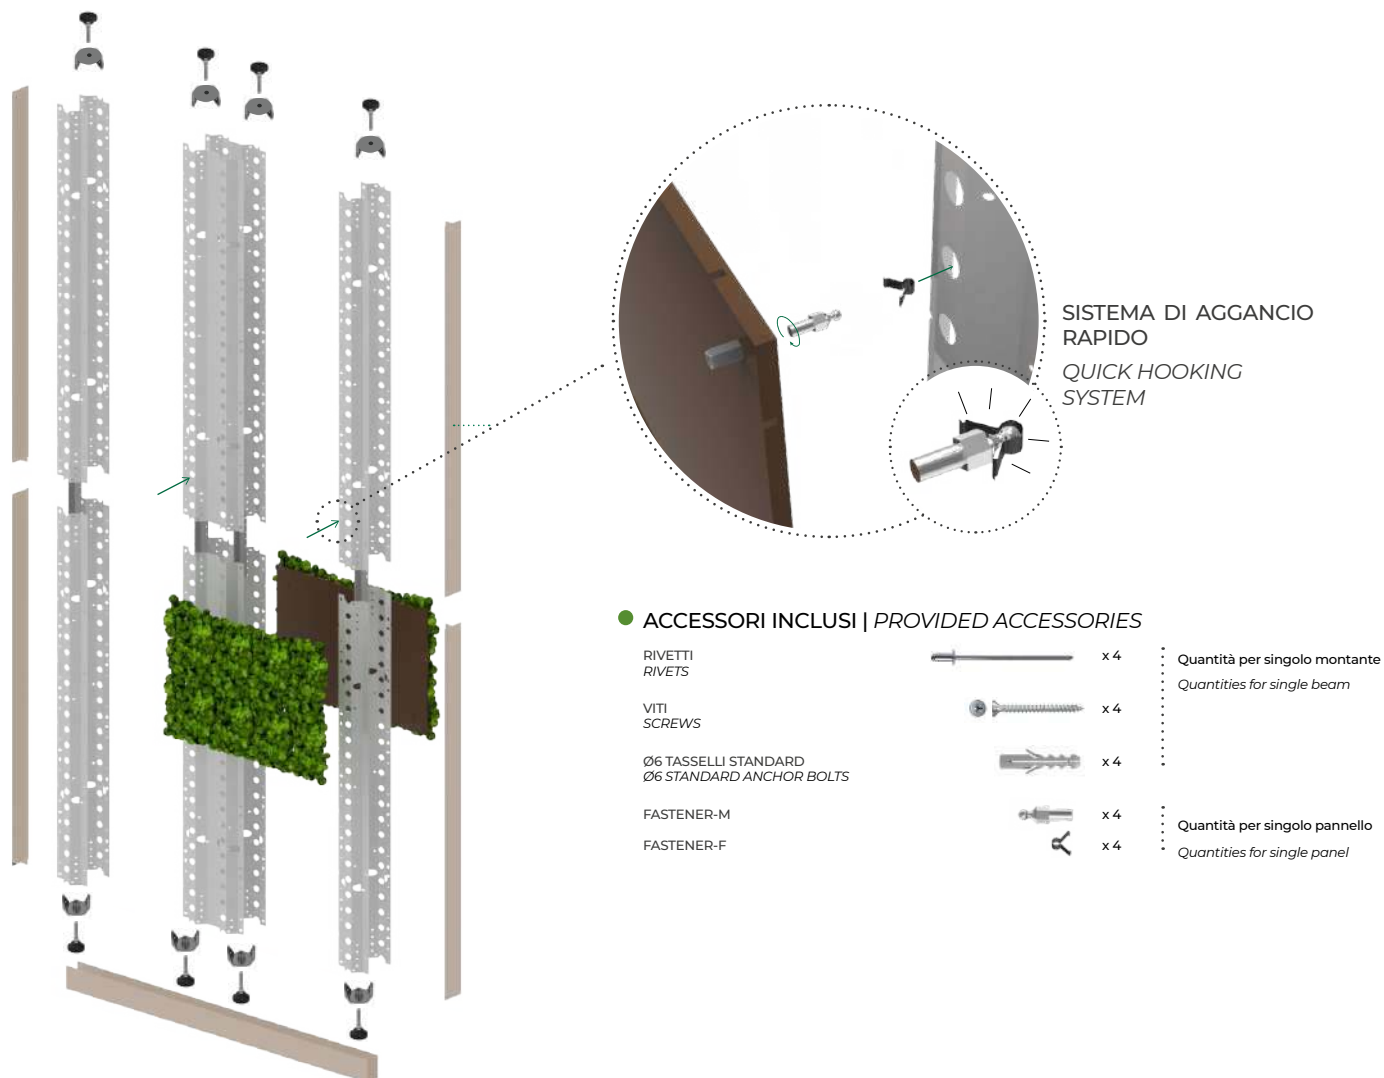 SISTEMA DI AGGANCIO
RAPIDO
QUICK HOOKING
SYSTEM
ACCESSORI INCLUSI | PROVIDED ACCESSORIES
RIVETTI
RIVETS
x 4
VITI
SCREWS
x 4
Quantità per singolo montante
Quantities for single beam
Ø6 TASSELLI STANDARD
Ø6 STANDARD ANCHOR BOLTS
x 4
FASTENER-M
x 4
FASTENER-F
x 4
Quantità per singolo pannello
Quantities for single panel